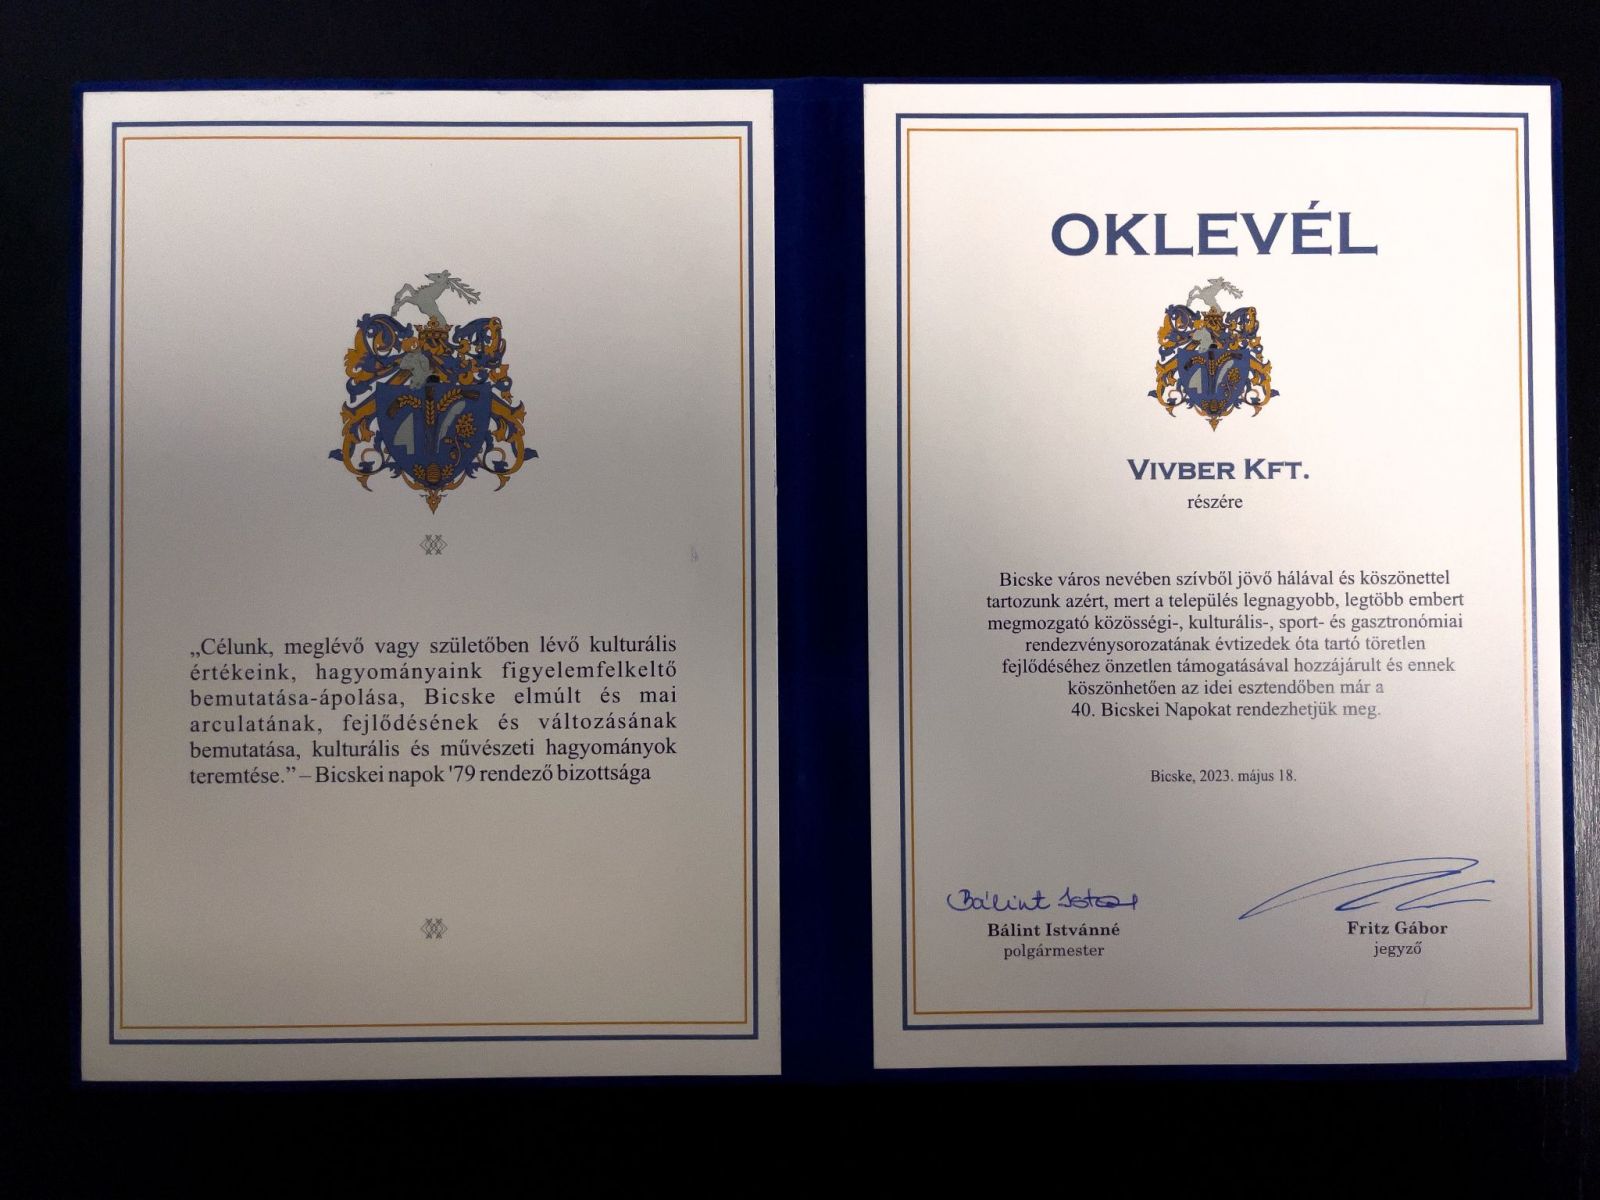 „Célunk, meglévő vagy születőben lévő kulturális
értékeink, hagyományaink figyelemfelkeltő
bemutatása-ápolása, Bicske elmúlt és mai
arculatának, fejlődésének és változásának
bemutatása, kulturális és művészeti hagyományok
teremtése.” – Bicskei napok '79 rendező bizottsága
OKLEVÉL
VIVBER KFT.
részére
Bicske város nevében szívből jövő hálával és köszönettel
tartozunk azért, mert a település legnagyobb, legtöbb embert
megmozgató közösségi-, kulturális-, sport- és gasztronómiai
rendezvénysorozatának évtizedek óta tartó töretlen
fejlődéséhez önzetlen támogatásával hozzájárult és ennek
köszönhetően az idei esztendőben már a
40. Bicskei Napokat rendezhetjük meg.
Bicske, 2023. május 18.
Bálint
Bálint Istvánné
polgármester
Fritz Gábor
jegyző